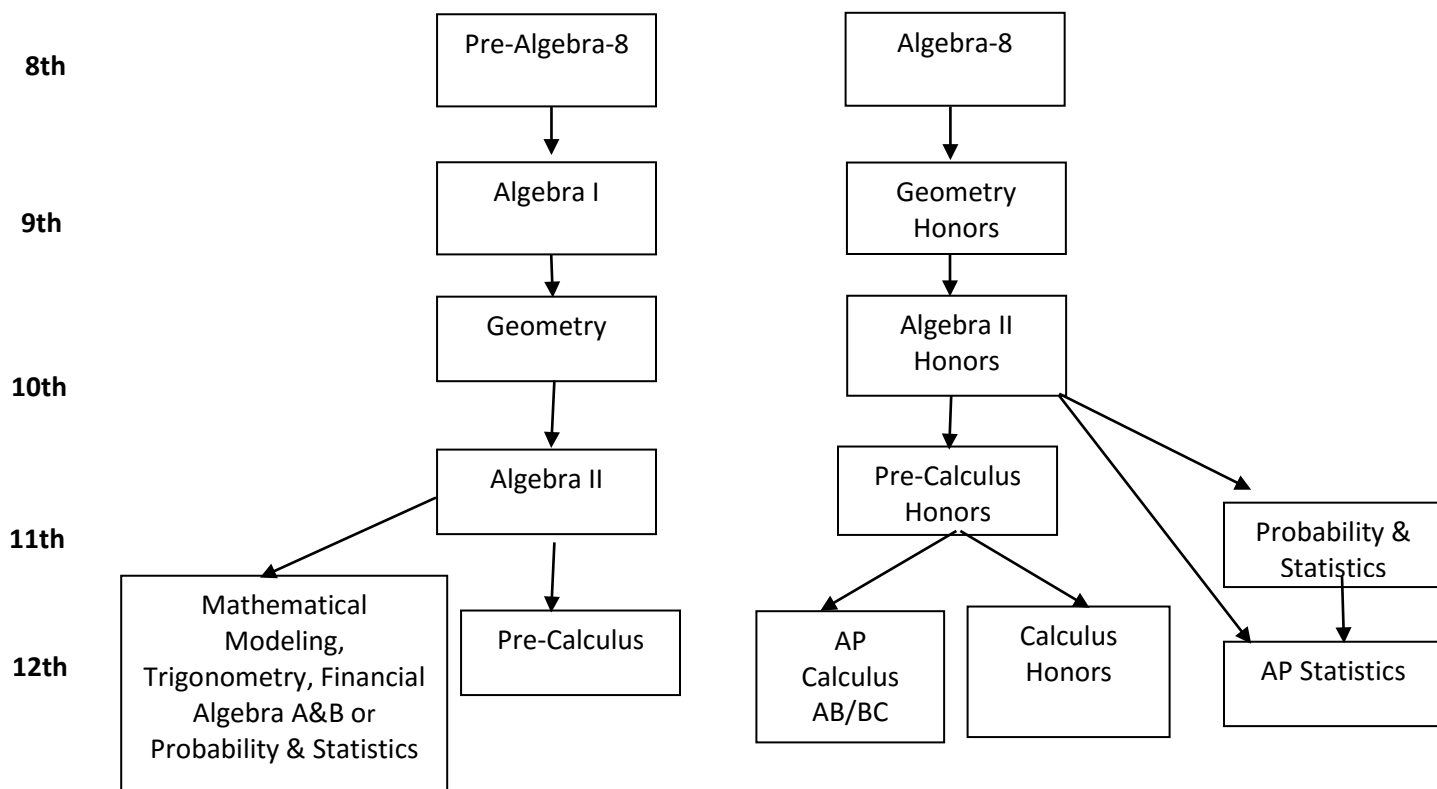 8th
Pre-Algebra-8
Algebra-8
9th
Algebra I
Geometry
Honors
10th
Geometry
Algebra II
Honors
11th
Algebra II
Pre-Calculus
Honors
Probability &
Statistics
12th
Mathematical
Modeling,
Trigonometry, Financial
Algebra A&B or
Probability & Statistics
Pre-Calculus
AP
Calculus
AB/BC
Calculus
Honors
AP Statistics